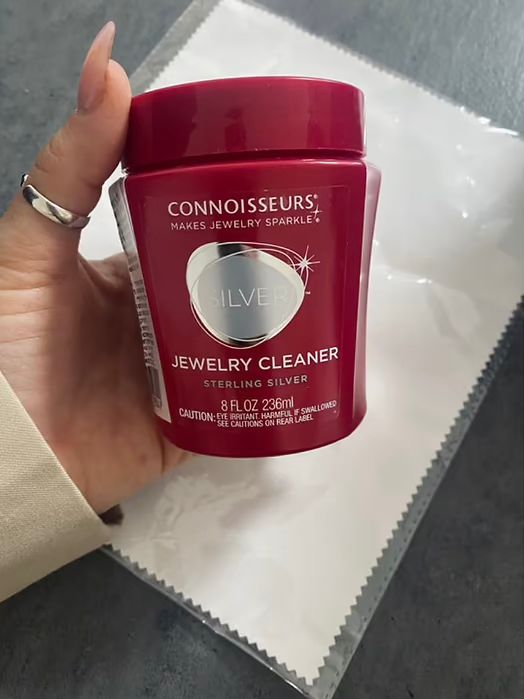 CONNOISSEURS®
MAKES JEWELRY SPARKLE
SILVER™
JEWELRY CLEANER
STERLING SILVER
8 FL OZ 236ml
CAUTION: EYE IRRITANT. HARMFUL IF SWALLOWED
SEE CAUTIONS ON REAR LABEL